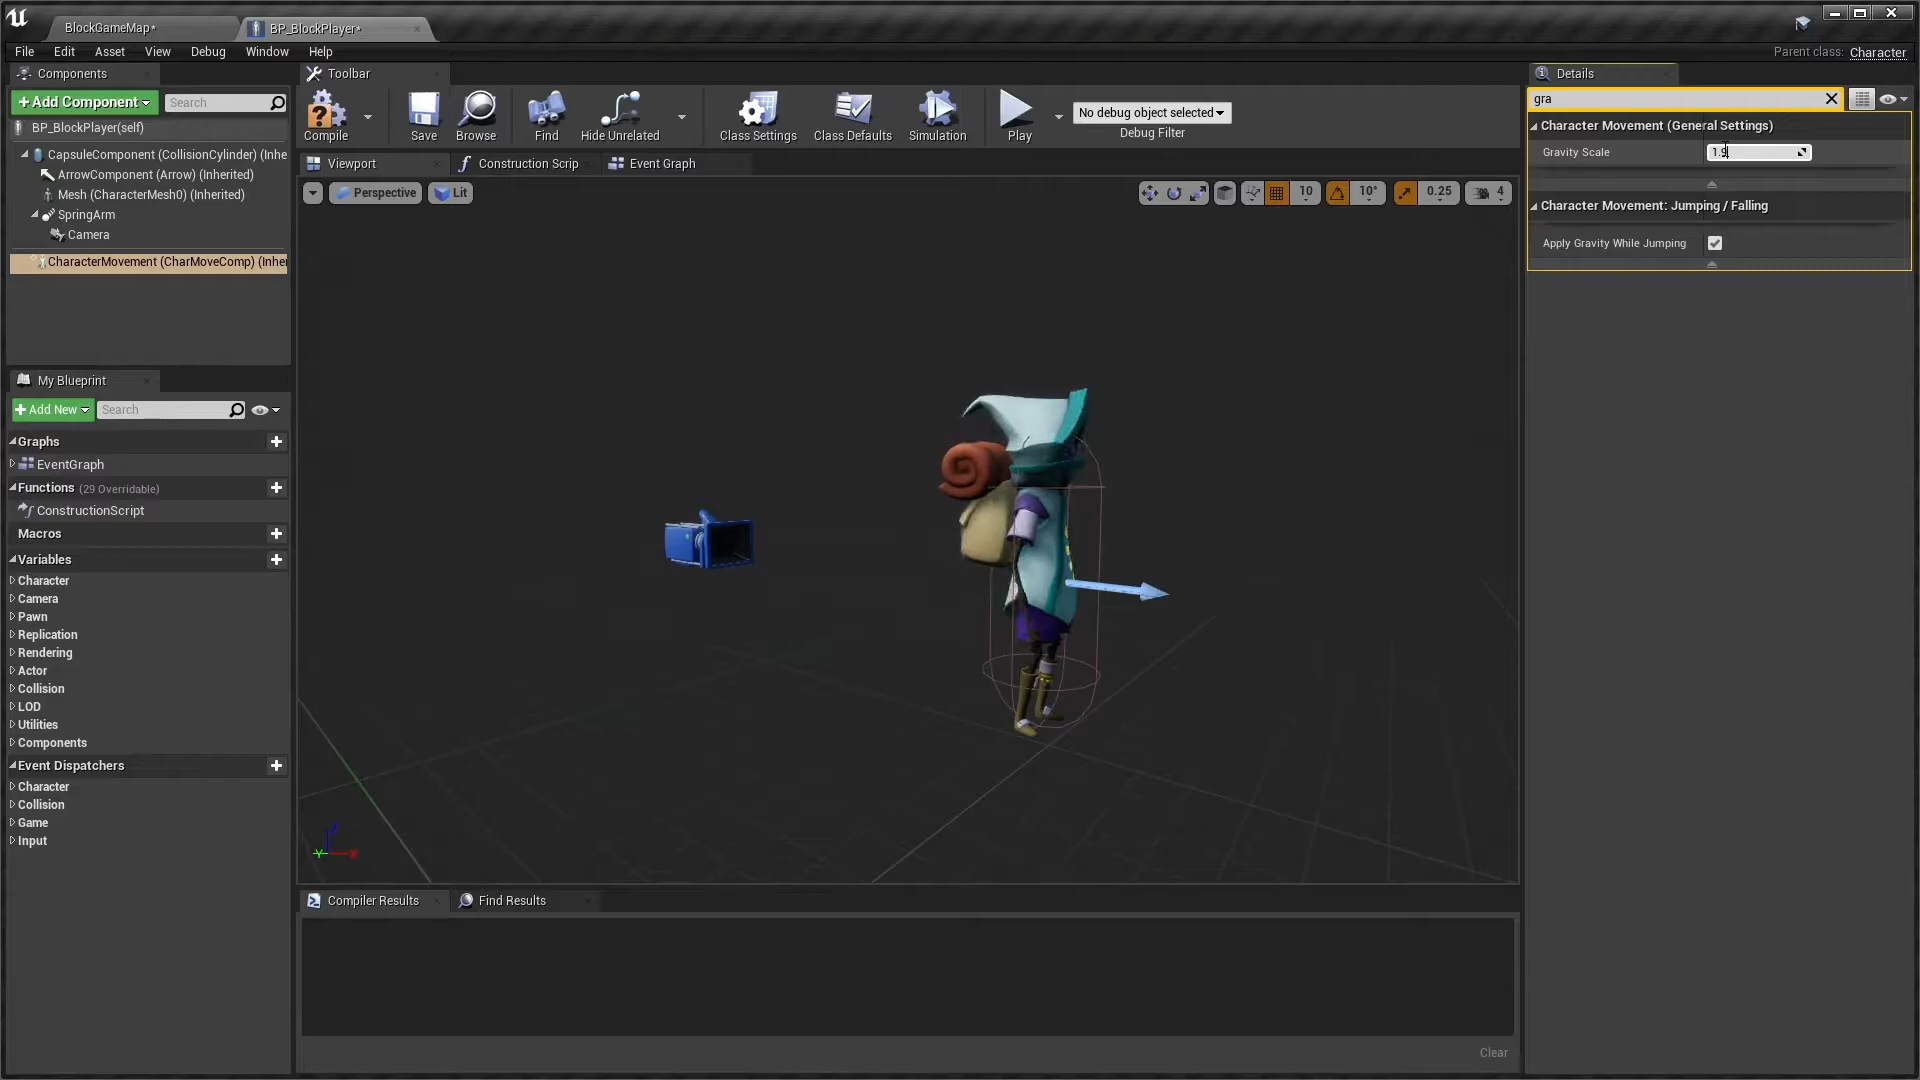 BlockGameMap*
BP_BlockPlayer*
File Edit Asset View Debug Window Help
Parent class: Character
Components
+Add Component
Search
BP_BlockPlayer(self)
CapsuleComponent (CollisionCylinder) (Inhe
ArrowComponent (Arrow) (Inherited)
Mesh (CharacterMesh0) (Inherited)
SpringArm
Camera
CharacterMovement (CharMoveComp) (Inher
My Blueprint
+Add New
Search
Graphs
EventGraph
Functions (29 Overridable)
ConstructionScript
Macros
Variables
Character
Camera
Pawn
Replication
Rendering
Actor
Collision
LOD
Utilities
Components
Event Dispatchers
Character
Collision
Game
Input
Toolbar
Compile
Save
Browse
Find
Hide Unrelated
Class Settings
Class Defaults
Simulation
Play
No debug object selected
Debug Filter
Viewport
Construction Scrip
Event Graph
Perspective
Lit
10
10°
0.25
4
Compiler Results
Find Results
Clear
Details
gra
Character Movement (General Settings)
Gravity Scale
1.9
Character Movement: Jumping / Falling
Apply Gravity While Jumping